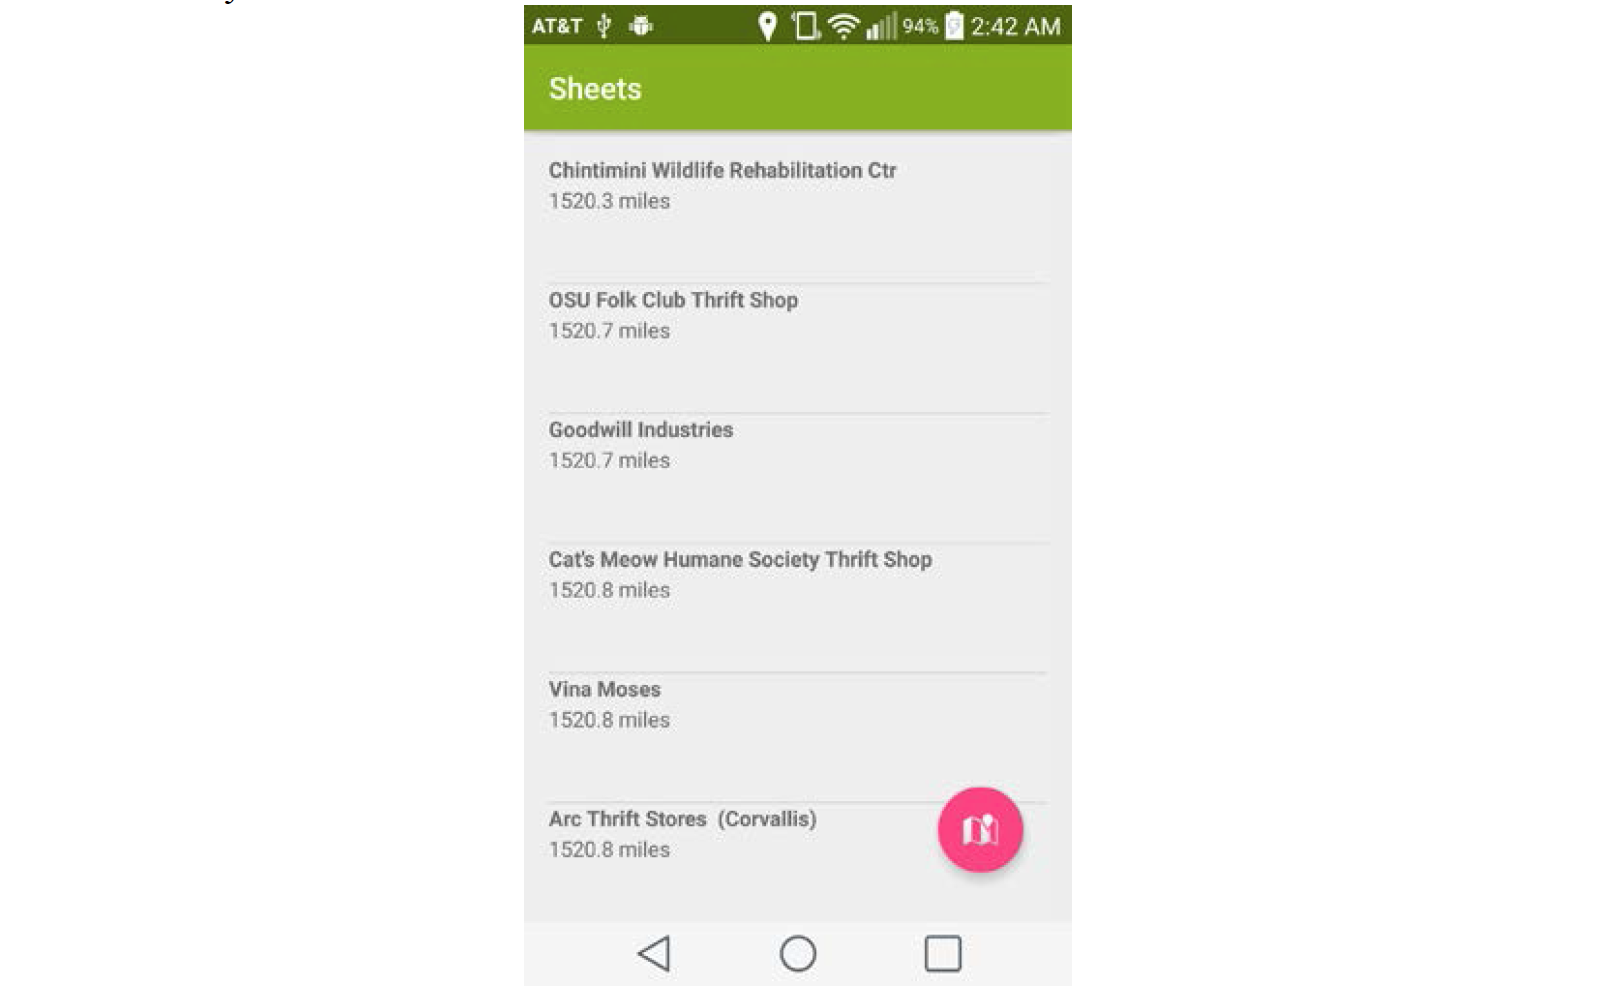 AT&T 94% 2:42 AM
Sheets
Chintimini Wildlife Rehabilitation Ctr
1520.3 miles
OSU Folk Club Thrift Shop
1520.7 miles
Goodwill Industries
1520.7 miles
Cat's Meow Humane Society Thrift Shop
1520.8 miles
Vina Moses
1520.8 miles
Arc Thrift Stores (Corvallis)
1520.8 miles